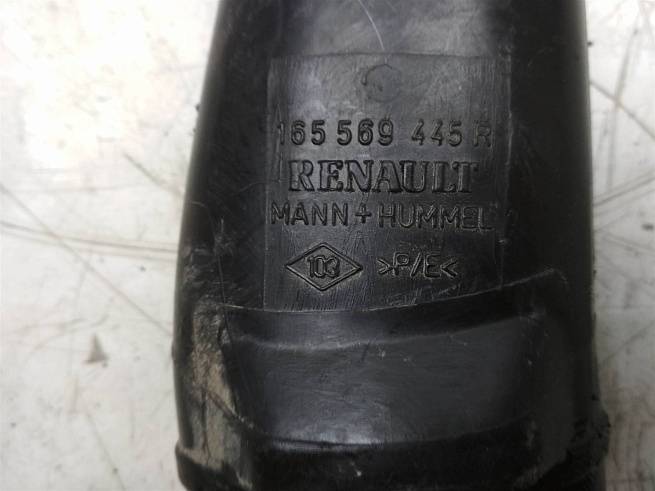 165 569 445 R
RENAULT
MANN+HUMMEL
103 >P/E<